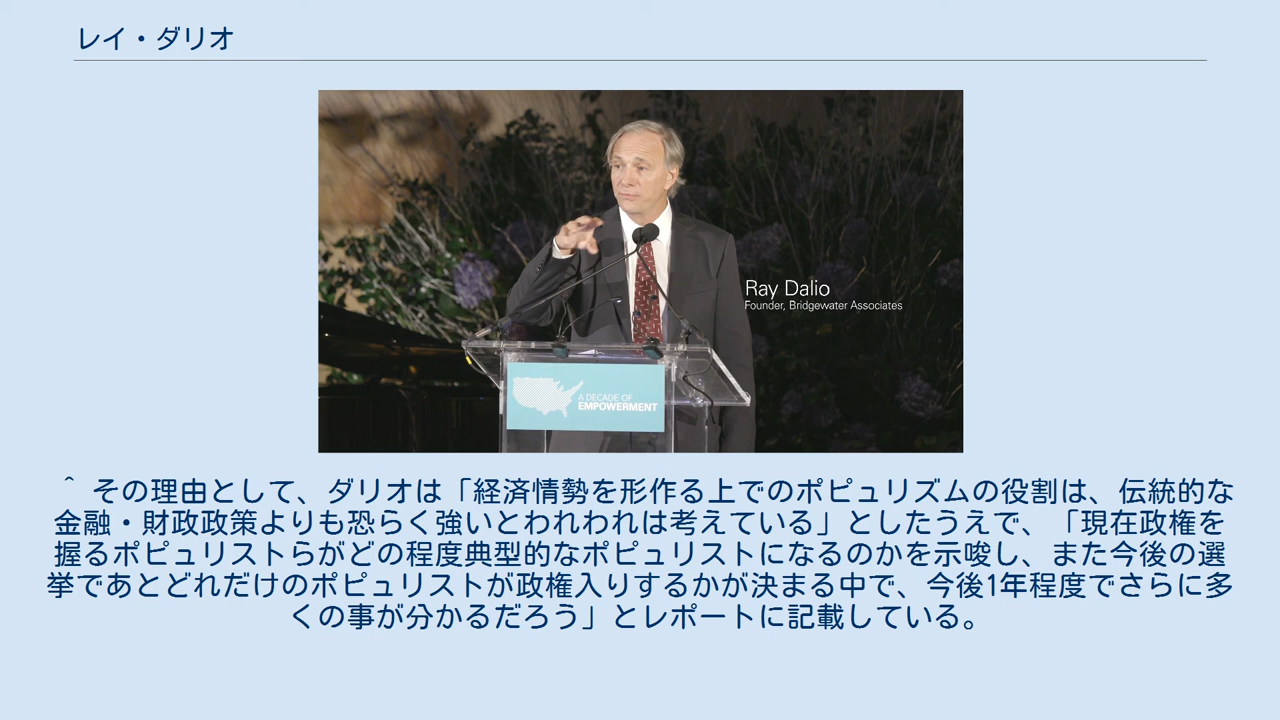 レイ・ダリオ
Ray Dalio
Founder, Bridgewater Associates
A DECADE OF
EMPOWERMENT
^ その理由として、ダリオは「経済情勢を形作る上でのポピュリズムの役割は、伝統的な
金融・財政政策よりも恐らく強いとわれわれは考えている」としたうえで、「現在政権を
握るポピュリストらがどの程度典型的なポピュリストになるのかを示唆し、また今後の選
挙であとどれだけのポピュリストが政権入りするかが決まる中で、今後1年程度でさらに多
くの事が分かるだろう」とレポートに記載している。